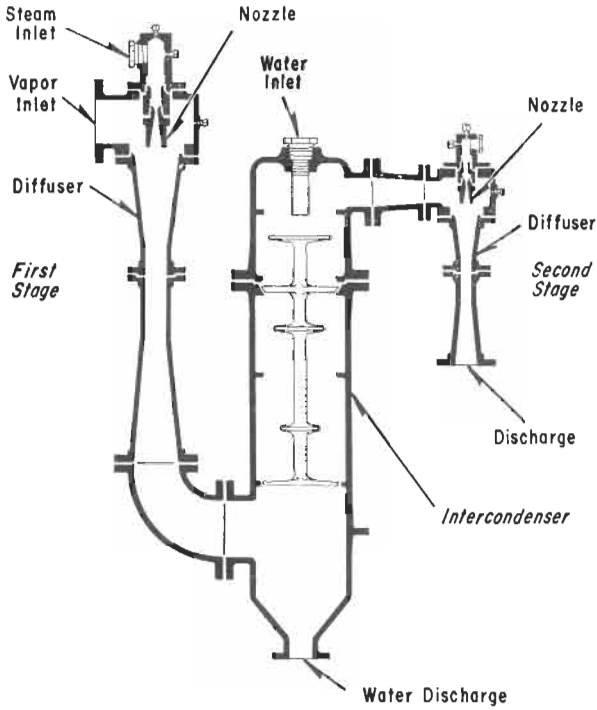 Steam
Inlet
Nozzle
Vapor
Inlet
Water
Inlet
Nozzle
Diffuser
Diffuser
First
Stage
Second
Stage
Discharge
Intercondenser
Water Discharge